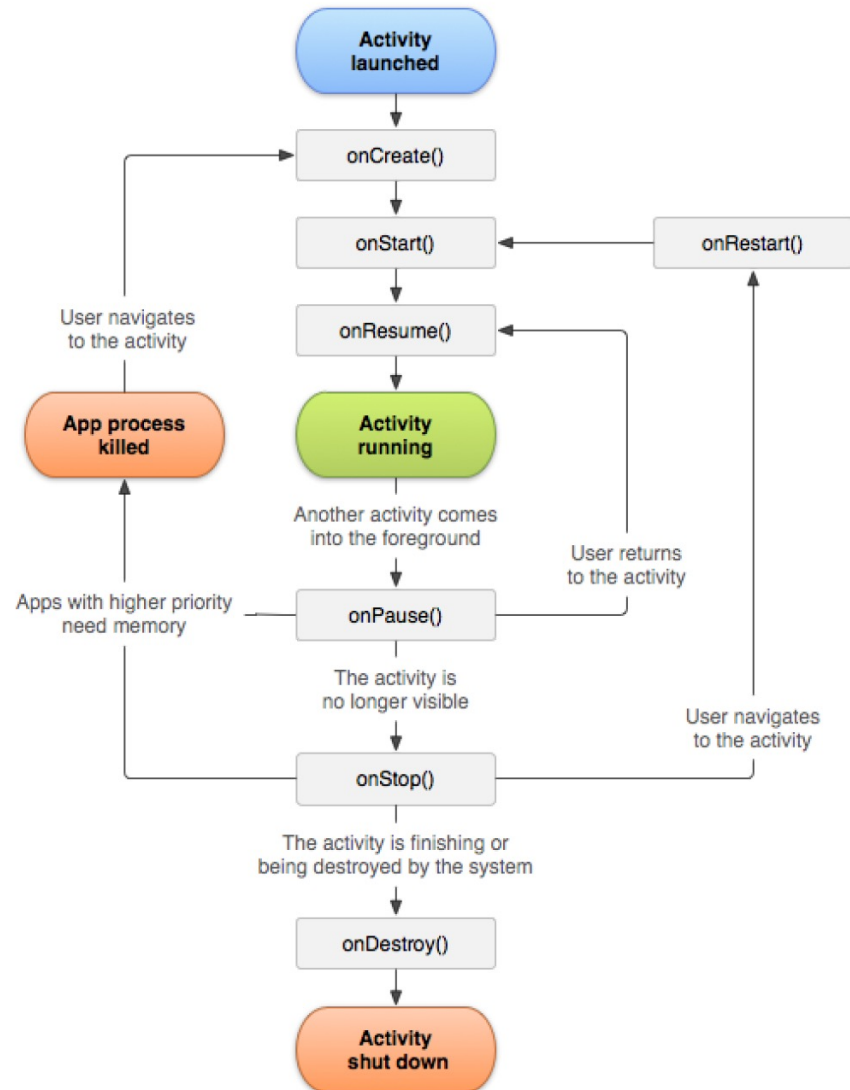 Activity
launched
onCreate()
onStart()
onRestart()
User navigates
to the activity
onResume()
App process
killed
Activity
running
Another activity comes
into the foreground
User returns
to the activity
Apps with higher priority
need memory
onPause()
The activity is
no longer visible
User navigates
to the activity
onStop()
The activity is finishing or
being destroyed by the system
onDestroy()
Activity
shut down